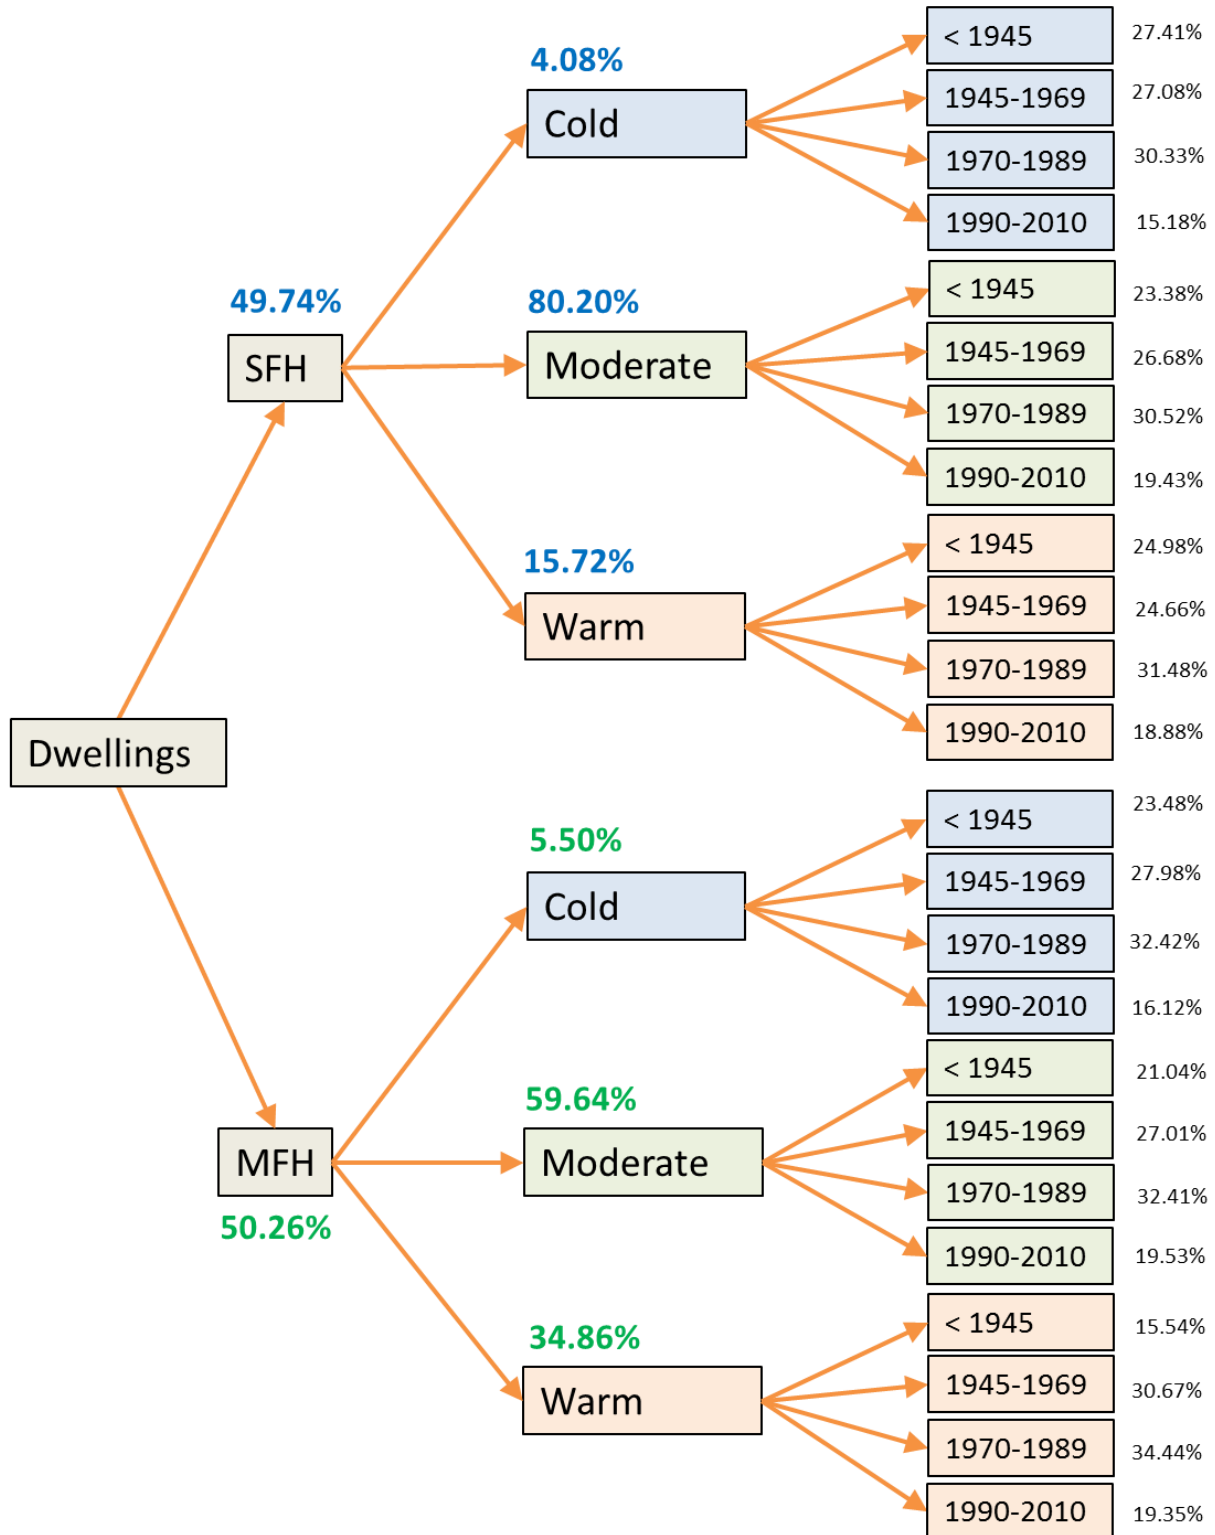 < 1945 27.41%
4.08%
1945-1969 27.08%
Cold
1970-1989 30.33%
1990-2010 15.18%
49.74%
80.20%
< 1945 23.38%
SFH
Moderate
1945-1969 26.68%
1970-1989 30.52%
1990-2010 19.43%
15.72%
< 1945 24.98%
Warm
1945-1969 24.66%
1970-1989 31.48%
1990-2010 18.88%
Dwellings
5.50%
< 1945 23.48%
Cold
1945-1969 27.98%
1970-1989 32.42%
1990-2010 16.12%
59.64%
< 1945 21.04%
MFH
50.26%
Moderate
1945-1969 27.01%
1970-1989 32.41%
1990-2010 19.53%
34.86%
< 1945 15.54%
Warm
1945-1969 30.67%
1970-1989 34.44%
1990-2010 19.35%